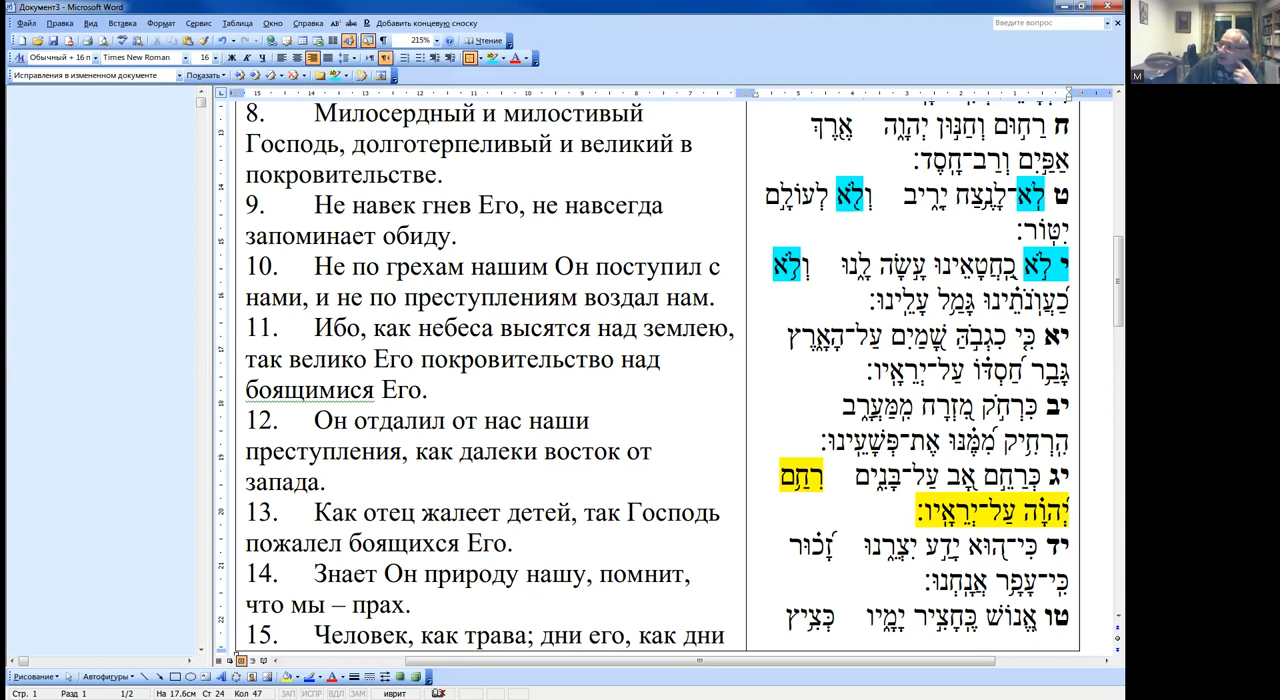 Документ3 - Microsoft Word
Файл Правка Вид Вставка Формат Сервис Таблица Окно Справка Добавить концевую сноску
Введите вопрос
215% Чтение
Обычный + 16 п Times New Roman 16 Ж К Ч
Исправления в измененном документе Показать
8. Милосердный и милостивый
Господь, долготерпеливый и великий в
покровительстве.
9. Не навек гнев Его, не навсегда
запоминает обиду.
10. Не по грехам нашим Он поступил с
нами, и не по преступлениям воздал нам.
11. Ибо, как небеса высятся над землею,
так велико Его покровительство над
боящимися Его.
12. Он отдалил от нас наши
преступления, как далеки восток от
запада.
13. Как отец жалеет детей, так Господь
пожалел боящихся Его.
14. Знает Он природу нашу, помнит,
что мы – прах.
15. Человек, как трава; дни его, как дни
ח רַח֣וּם וְחַנּ֣וּן יְהוָ֑ה אֶ֖רֶךְ
אַפַּ֣יִם וְרַב־חָֽסֶד׃
ט לֹֽא־לָנֶ֥צַח יָרִ֑יב וְלֹ֖א לְעוֹלָ֣ם
יִטּֽוֹר׃
י לֹ֣א כַ֭חֲטָאֵינוּ עָ֣שָׂה לָ֑נוּ וְלֹ֥א
כַ֝עֲוֺנֹתֵ֗ינוּ גָּמַ֥ל עָלֵֽינוּ׃
יא כִּ֤י כִגְבֹ֣הַּ שָׁ֭מַיִם עַל־הָאָ֑רֶץ
גָּבַ֥ר חַ֝סְדּ֗וֹ עַל־יְרֵאָֽיו׃
יב כִּרְחֹ֣ק מִ֭זְרָח מִֽמַּעֲרָ֑ב
הִֽרְחִ֥יק מִ֝מֶּ֗נּוּ אֶת־פְּשָׁעֵֽינוּ׃
יג כְּרַחֵ֣ם אָ֭ב עַל־בָּנִ֑ים רִחַ֥ם
יְ֝הוָ֗ה עַל־יְרֵאָֽיו׃
יד כִּי־ה֭וּא יָדַ֣ע יִצְרֵ֑נוּ זָ֝כ֗וּר
כִּי־עָפָ֥ר אֲנָֽחְנוּ׃
טו אֱ֭נוֹשׁ כֶּחָצִ֣יר יָמָ֑יו כְּצִ֥יץ
Рисование Автофигуры
Стр. 1 Разд 1 1/2 На 17.6см Ст 24 Кол 47 ЗАП ИСПР ВДЛ ЗАМ иврит
M